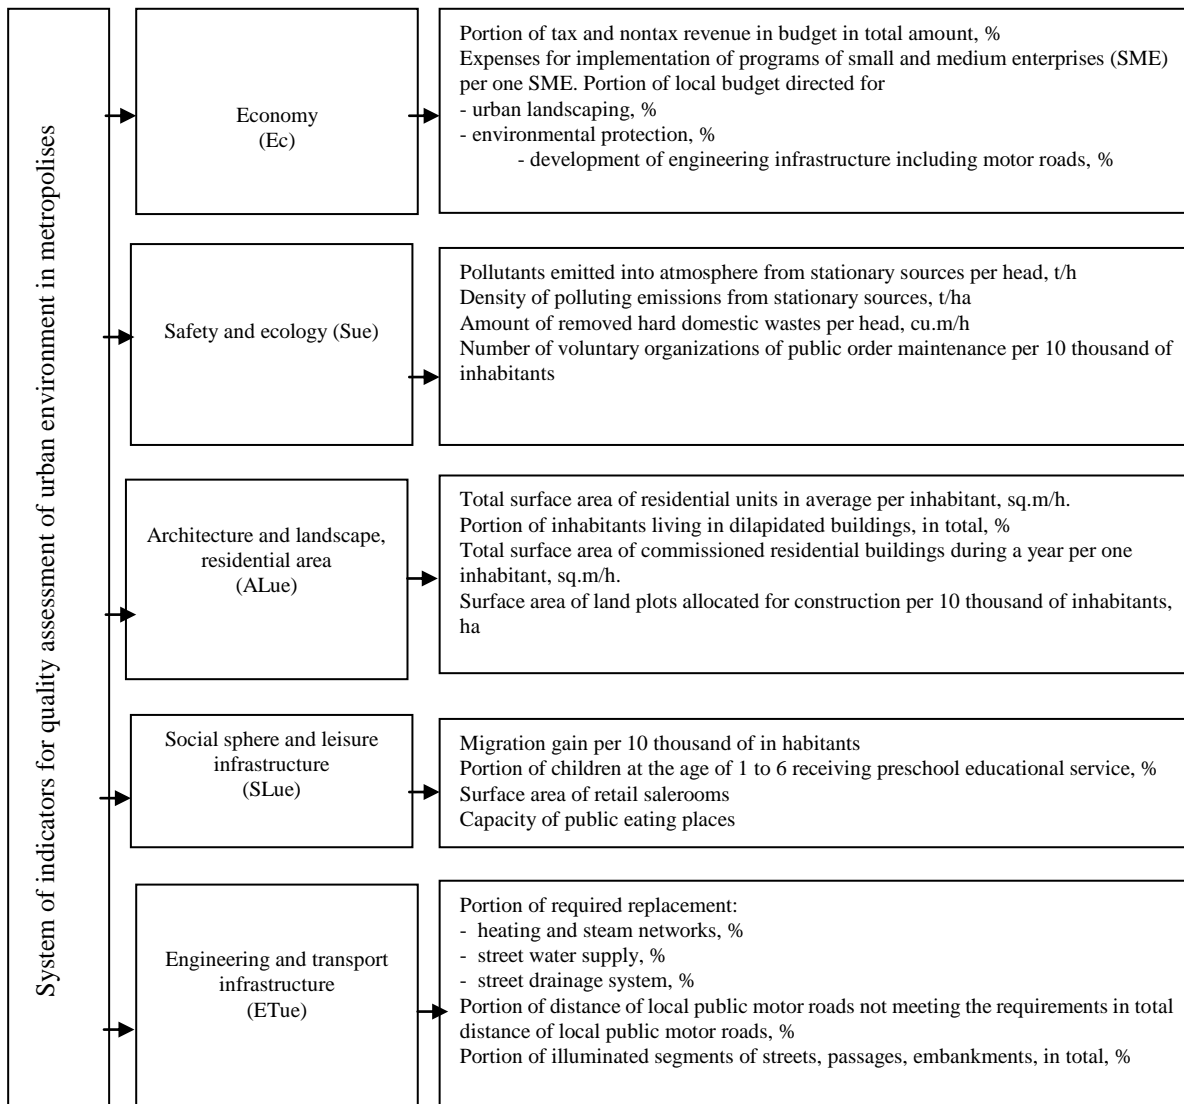 System of indicators for quality assessment of urban environment in metropolises
Economy
(Ec)
Portion of tax and nontax revenue in budget in total amount, %
Expenses for implementation of programs of small and medium enterprises (SME)
per one SME. Portion of local budget directed for
- urban landscaping, %
- environmental protection, %
- development of engineering infrastructure including motor roads, %
Safety and ecology (Sue)
Pollutants emitted into atmosphere from stationary sources per head, t/h
Density of polluting emissions from stationary sources, t/ha
Amount of removed hard domestic wastes per head, cu.m/h
Number of voluntary organizations of public order maintenance per 10 thousand of
inhabitants
Architecture and landscape,
residential area
(ALue)
Total surface area of residential units in average per inhabitant, sq.m/h.
Portion of inhabitants living in dilapidated buildings, in total, %
Total surface area of commissioned residential buildings during a year per one
inhabitant, sq.m/h.
Surface area of land plots allocated for construction per 10 thousand of inhabitants,
ha
Social sphere and leisure
infrastructure
(SLue)
Migration gain per 10 thousand of in habitants
Portion of children at the age of 1 to 6 receiving preschool educational service, %
Surface area of retail salerooms
Capacity of public eating places
Engineering and transport
infrastructure
(ETue)
Portion of required replacement:
- heating and steam networks, %
- street water supply, %
- street drainage system, %
Portion of distance of local public motor roads not meeting the requirements in total
distance of local public motor roads, %
Portion of illuminated segments of streets, passages, embankments, in total, %